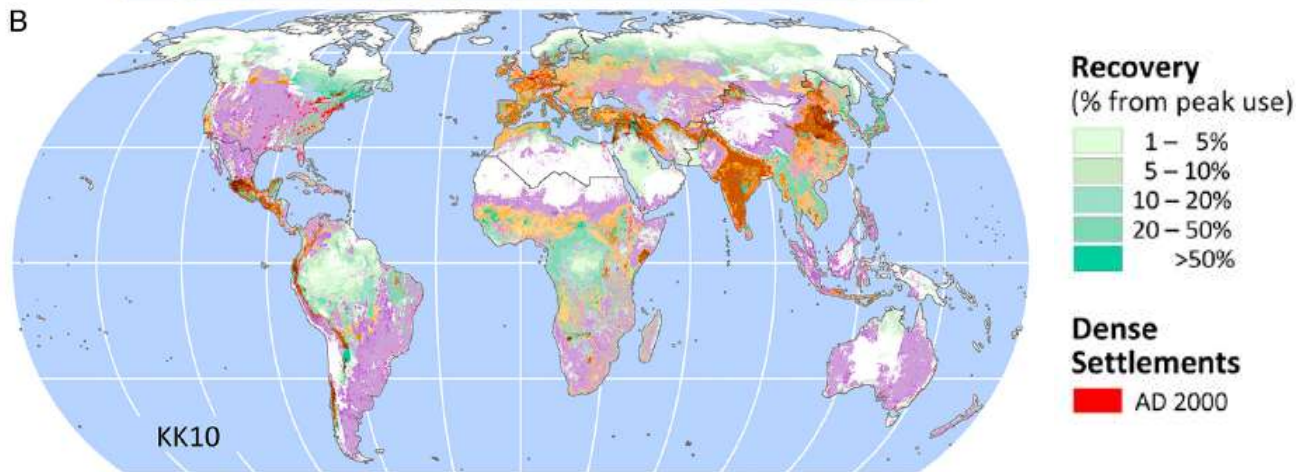 B
KK10
Recovery
(% from peak use)
1 – 5%
5 – 10%
10 – 20%
20 – 50%
>50%
Dense
Settlements
AD 2000